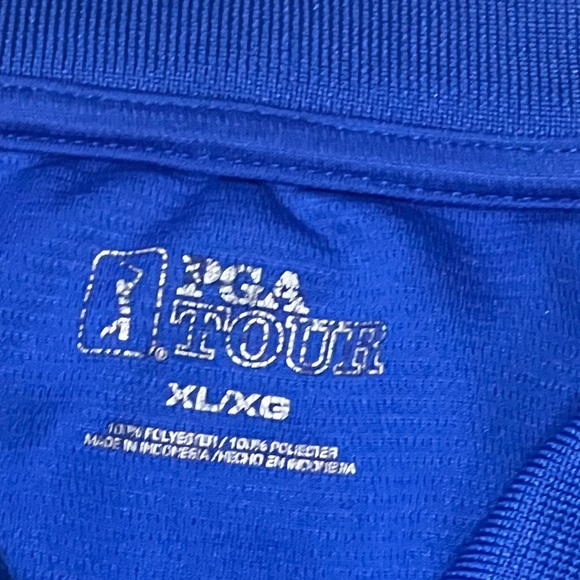 PGA
TOUR
®
XL/XG
100% POLYESTER / 100% POLIESTER
MADE IN INDONESIA / HECHO EN INDONESIA